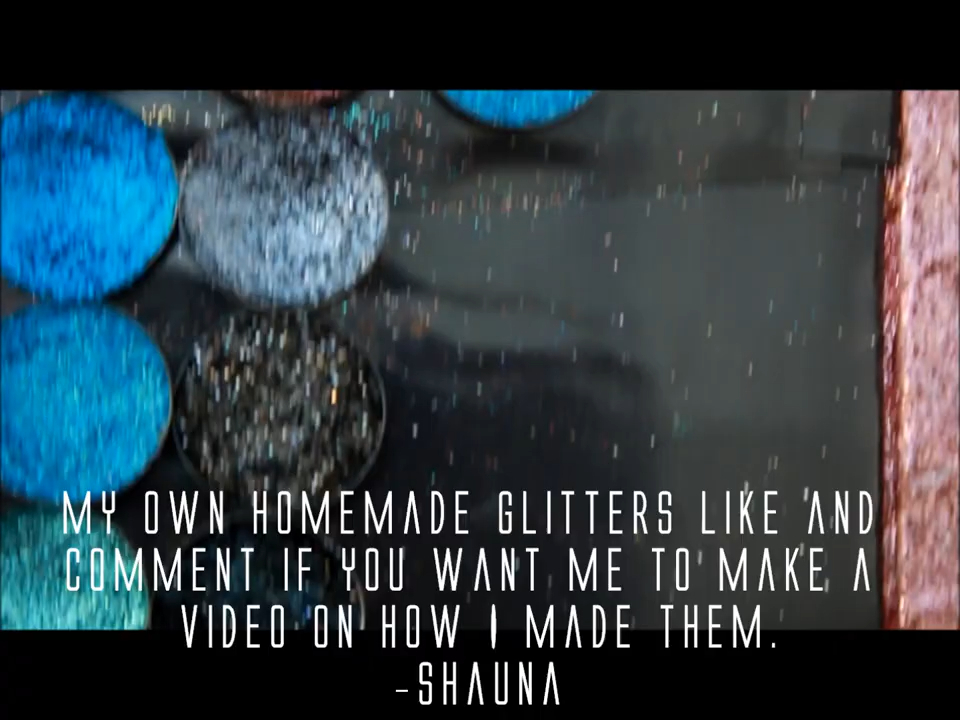 MY OWN HOMEMADE GLITTERS LIKE AND
COMMENT IF YOU WANT ME TO MAKE A
VIDEO ON HOW I MADE THEM.
-SHAUNA